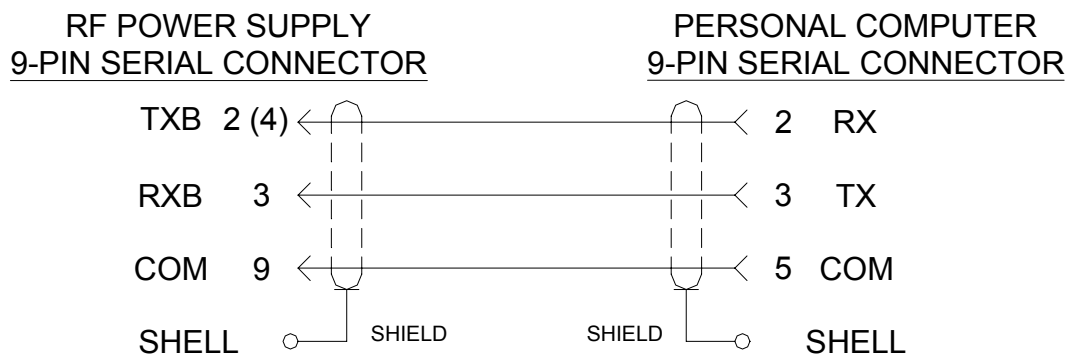 RF POWER SUPPLY
9-PIN SERIAL CONNECTOR
PERSONAL COMPUTER
9-PIN SERIAL CONNECTOR
TXB 2 (4) 2 RX
RXB 3 3 TX
COM 9 5 COM
SHELL SHIELD SHIELD SHELL